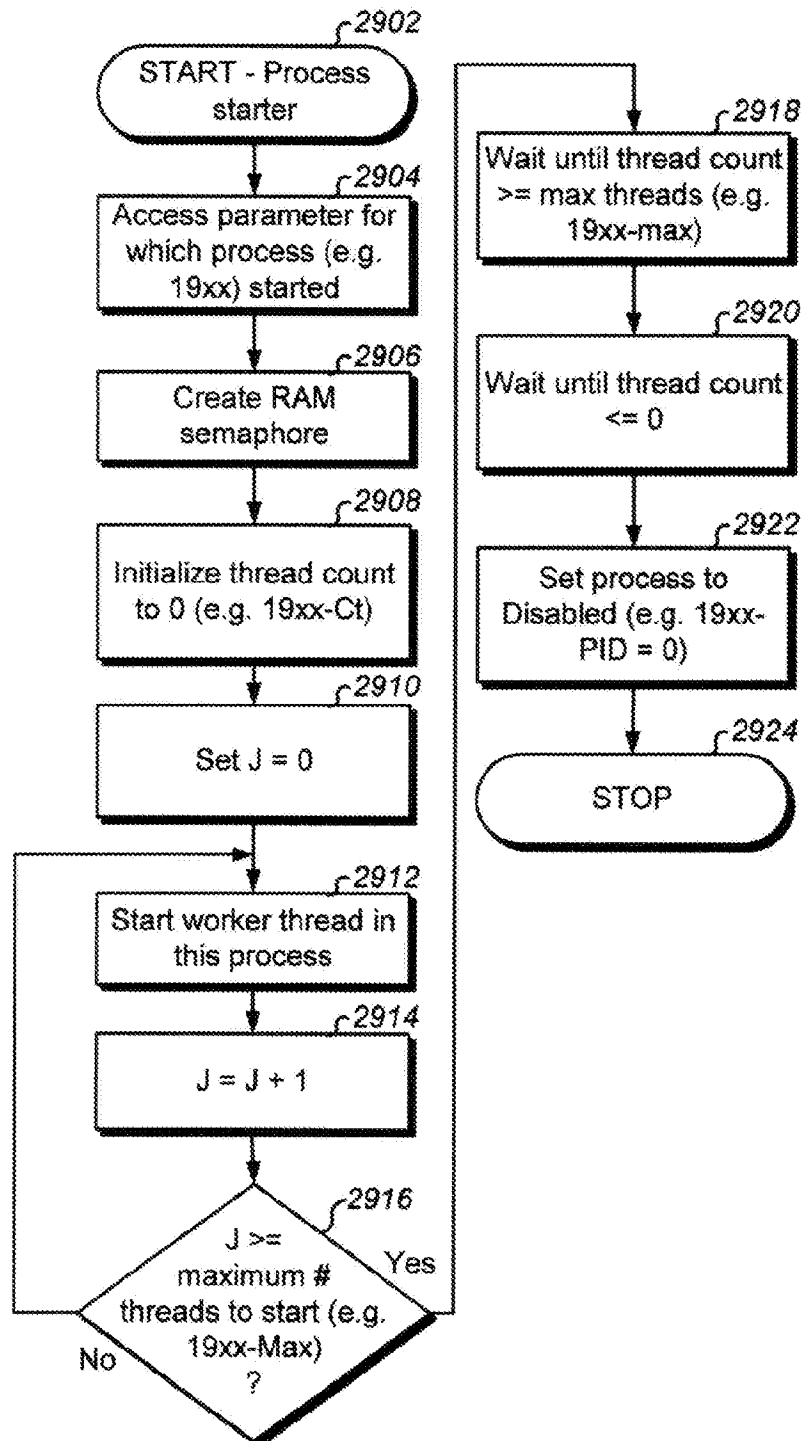 2902
START - Process
starter
2904
Access parameter for
which process (e.g.
19xx) started
2906
Create RAM
semaphore
2908
Initialize thread count
to 0 (e.g. 19xx-Ct)
2910
Set J = 0
2912
Start worker thread in
this process
2914
J = J + 1
2916
J >=
maximum #
threads to start (e.g.
19xx-Max)
?
Yes
No
2918
Wait until thread count
>= max threads (e.g.
19xx-max)
2920
Wait until thread count
<= 0
2922
Set process to
Disabled (e.g. 19xx-
PID = 0)
2924
STOP